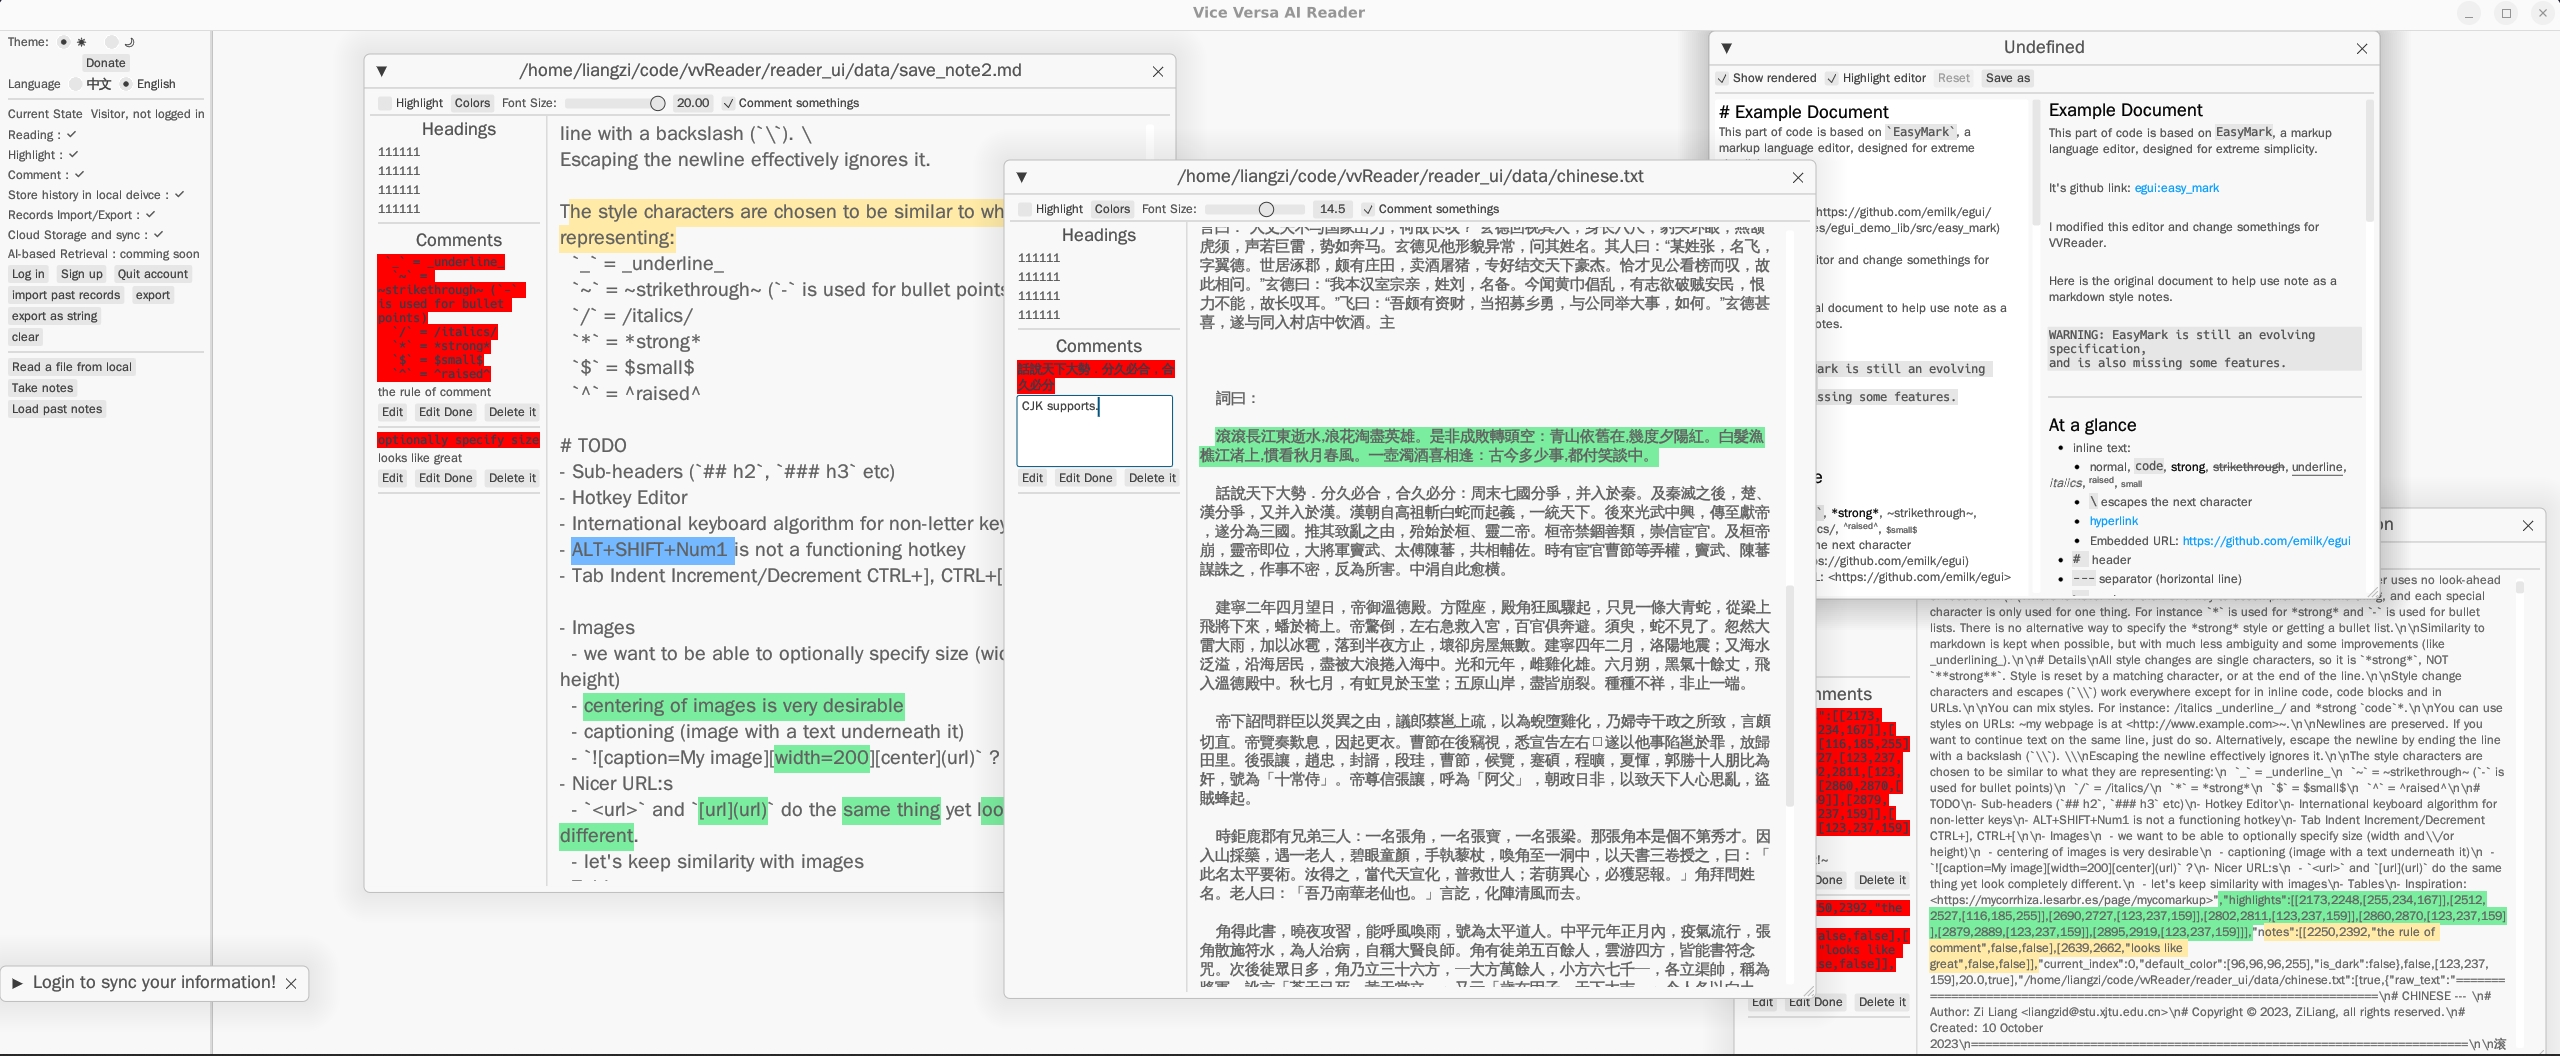 Vice Versa AI Reader
Theme:
Donate
Language 中文 English
Current State Visitor, not logged in
Reading :
Highlight :
Comment :
Store history in local deivce :
Records Import/Export :
Cloud Storage and sync :
AI-based Retrieval : comming soon
Log in Sign up Quit account
import past records export
export as string
clear
Read a file from local
Take notes
Load past notes
Login to sync your information!
/home/liangzi/code/vvReader/reader_ui/data/save_note2.md
Highlight Colors Font Size: 20.00 Comment somethings
Headings
111111
111111
111111
111111
Comments
`_` = _underline_
`~` =
~strikethrough~ (`-`
is used for bullet
points)
`/` = /italics/
`*` = *strong*
`$` = $small$
`^` = ^raised^
the rule of comment
Edit Edit Done Delete it
optionally specify size
looks like great
Edit Edit Done Delete it
line with a backslash (`\`). \
Escaping the newline effectively ignores it.
The style characters are chosen to be similar to wh
representing:
`_` = _underline_
`~` = ~strikethrough~ (`-` is used for bullet points
`/` = /italics/
`*` = *strong*
`$` = $small$
`^` = ^raised^
# TODO
- Sub-headers (`## h2`, `### h3` etc)
- Hotkey Editor
- International keyboard algorithm for non-letter key
- ALT+SHIFT+Num1 is not a functioning hotkey
- Tab Indent Increment/Decrement CTRL+], CTRL+[
- Images
- we want to be able to optionally specify size (wid
height)
- centering of images is very desirable
- captioning (image with a text underneath it)
- `![caption=My image][width=200][center](url)` ?
- Nicer URL:s
- `<url>` and `[url](url)` do the same thing yet loo
different.
- let's keep similarity with images
/home/liangzi/code/vvReader/reader_ui/data/chinese.txt
Highlight Colors Font Size: 14.5 Comment somethings
Headings
111111
111111
111111
111111
Comments
話說天下大勢．分久必合，合
久必分
CJK supports.
Edit Edit Done Delete it
虎须，声若巨雷，势如奔马。玄德见他形貌异常，问其姓名。其人曰：“某姓张，名飞，
字翼德。世居涿郡，颇有庄田，卖酒屠猪，专好结交天下豪杰。恰才见公看榜而叹，故
此相问。”玄德曰：“我本汉室宗亲，姓刘，名备。今闻黄巾倡乱，有志欲破贼安民，恨
力不能，故长叹耳。”飞曰：“吾颇有资财，当招募乡勇，与公同举大事，如何。”玄德甚
喜，遂与同入村店中饮酒。主
詞曰：
滾滾長江東逝水,浪花淘盡英雄。是非成敗轉頭空：青山依舊在,幾度夕陽紅。白髮漁
樵江渚上,慣看秋月春風。一壺濁酒喜相逢：古今多少事,都付笑談中。
話說天下大勢．分久必合，合久必分：周末七國分爭，并入於秦。及秦滅之後，楚、
漢分爭，又并入於漢。漢朝自高祖斬白蛇而起義，一統天下。後來光武中興，傳至獻帝
，遂分為三國。推其致亂之由，殆始於桓、靈二帝。桓帝禁錮善類，崇信宦官。及桓帝
崩，靈帝即位，大將軍竇武、太傅陳蕃，共相輔佐。時有宦官曹節等弄權，竇武、陳蕃
謀誅之，作事不密，反為所害。中涓自此愈橫。
建寧二年四月望日，帝御溫德殿。方陞座，殿角狂風驟起，只見一條大青蛇，從梁上
飛將下來，蟠於椅上。帝驚倒，左右急救入宮，百官俱奔避。須臾，蛇不見了。忽然大
雷大雨，加以冰雹，落到半夜方止，壞卻房屋無數。建寧四年二月，洛陽地震；又海水
泛溢，沿海居民，盡被大浪捲入海中。光和元年，雌雞化雄。六月朔，黑氣十餘丈，飛
入溫德殿中。秋七月，有虹見於玉堂；五原山岸，盡皆崩裂。種種不祥，非止一端。
帝下詔問群臣以災異之由，議郎蔡邕上疏，以為蜺墮雞化，乃婦寺干政之所致，言頗
切直。帝覽奏歎息，因起更衣。曹節在後竊視，悉宣告左右□遂以他事陷邕於罪，放歸
田里。後張讓，趙忠，封諝，段珪，曹節，侯覽，蹇碩，程曠，夏惲，郭勝十人朋比為
奸，號為「十常侍」。帝尊信張讓，呼為「阿父」，朝政日非，以致天下人心思亂，盜
賊蜂起。
時鉅鹿郡有兄弟三人：一名張角，一名張寶，一名張梁。那張角本是個不第秀才。因
入山採藥，遇一老人，碧眼童顏，手執藜杖，喚角至一洞中，以天書三卷授之，曰：「
此名太平要術。汝得之，當代天宣化，普救世人；若萌異心，必獲惡報。」角拜問姓
名。老人曰：「吾乃南華老仙也。」言訖，化陣清風而去。
角得此書，曉夜攻習，能呼風喚雨，號為太平道人。中平元年正月內，疫氣流行，張
角散施符水，為人治病，自稱大賢良師。角有徒弟五百餘人，雲游四方，皆能書符念
咒。次後徒眾日多，角乃立三十六方，─大方萬餘人，小方六七千─，各立渠帥，稱為
Undefined
Show rendered Highlight editor Reset Save as
# Example Document
This part of code is based on `EasyMark`, a
markup language editor, designed for extreme
ttps://github.com/emilk/egui/
es/egui_demo_lib/src/easy_mark)
itor and change somethings for
l document to help use note as a
otes.
ark is still an evolving
ssing some features.
e
`, *strong*, ~strikethrough~,
s/, ^raised^, $small$
he next character
s://github.com/emilk/egui)
L: <https://github.com/emilk/egui>
Example Document
This part of code is based on EasyMark, a markup
language editor, designed for extreme simplicity.
It's github link: egui:easy_mark
I modified this editor and change somethings for
VVReader.
Here is the original document to help use note as a
markdown style notes.
WARNING: EasyMark is still an evolving
specification,
and is also missing some features.
At a glance
inline text:
normal, code, strong, strikethrough, underline,
italics, raised, small
\ escapes the next character
hyperlink
Embedded URL: https://github.com/emilk/egui
# header
--- separator (horizontal line)
on
mments
":[[2173,
234,167]],[
[116,185,255]
27,[123,237,
02,2811,[123,
[2860,2870,[
9]],[2879,
,237,159]],[
[123,237,159]
!~
Done Delete it
50,2392,"the
alse,false],[
"looks like
se,false]],
Edit Edit Done Delete it
er uses no look-ahead
ng, and each special
character is only used for one thing. For instance `*` is used for *strong* and `-` is used for bullet
lists. There is no alternative way to specify the *strong* style or getting a bullet list.\n\nSimilarity to
markdown is kept when possible, but with much less ambiguity and some improvements (like
_underlining_).\n\n# Details\nAll style changes are single characters, so it is `*strong*`, NOT
`**strong**`. Style is reset by a matching character, or at the end of the line.\n\nStyle change
characters and escapes (`\\`) work everywhere except for in inline code, code blocks and in
URLs.\n\nYou can mix styles. For instance: /italics _underline_/ and *strong `code`*.\n\nYou can use
styles on URLs: ~my webpage is at <http://www.example.com>~.\n\nNewlines are preserved. If you
want to continue text on the same line, just do so. Alternatively, escape the newline by ending the line
with a backslash (`\\`). \\\nEscaping the newline effectively ignores it.\n\nThe style characters are
chosen to be similar to what they are representing:\n `_` = _underline_\n `~` = ~strikethrough~ (`-` is
used for bullet points)\n `/` = /italics/\n `*` = *strong*\n `$` = $small$\n `^` = ^raised^\n\n#
TODO\n- Sub-headers (`## h2`, `### h3` etc)\n- Hotkey Editor\n- International keyboard algorithm for
non-letter keys\n- ALT+SHIFT+Num1 is not a functioning hotkey\n- Tab Indent Increment/Decrement
CTRL+], CTRL+[\n\n- Images\n - we want to be able to optionally specify size (width and\\/or
height)\n - centering of images is very desirable\n - captioning (image with a text underneath it)\n -
`![caption=My image][width=200][center](url)` ?\n- Nicer URL:s\n - `<url>` and `[url](url)` do the same
thing yet look completely different.\n - let's keep similarity with images\n- Tables\n- Inspiration:
<https://mycorrhiza.lesarbor.es/page/mycomarkup>","highlights":[[2173,2248,[255,234,167]],[2512,
2527,[116,185,255]],[2690,2727,[123,237,159]],[2802,2811,[123,237,159]],[2860,2870,[123,237,159]
],[2879,2889,[123,237,159]],[2895,2919,[123,237,159]]],"notes":[[2250,2392,"the rule of
comment",false,false],[2639,2662,"looks like
great",false,false]],"current_index":0,"default_color":[96,96,96,255],"is_dark":false},false,[123,237,
159],20.0,true],"/home/liangzi/code/vvReader/reader_ui/data/chinese.txt":[true,{"raw_text":"========
=====================================================\n# CHINESE --- \n#
Author: Zi Liang <liangzid@stu.xjtu.edu.cn>\n# Copyright © 2023, ZiLiang, all rights reserved.\n#
Created: 10 October
2023\n============================================================\n\n滚